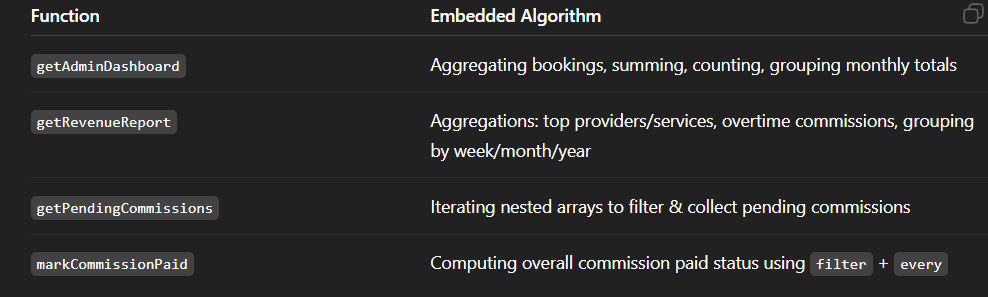 Function Embedded Algorithm
getAdminDashboard Aggregating bookings, summing, counting, grouping monthly totals
getRevenueReport Aggregations: top providers/services, overtime commissions, grouping
by week/month/year
getPendingCommissions Iterating nested arrays to filter & collect pending commissions
markCommissionPaid Computing overall commission paid status using filter + every